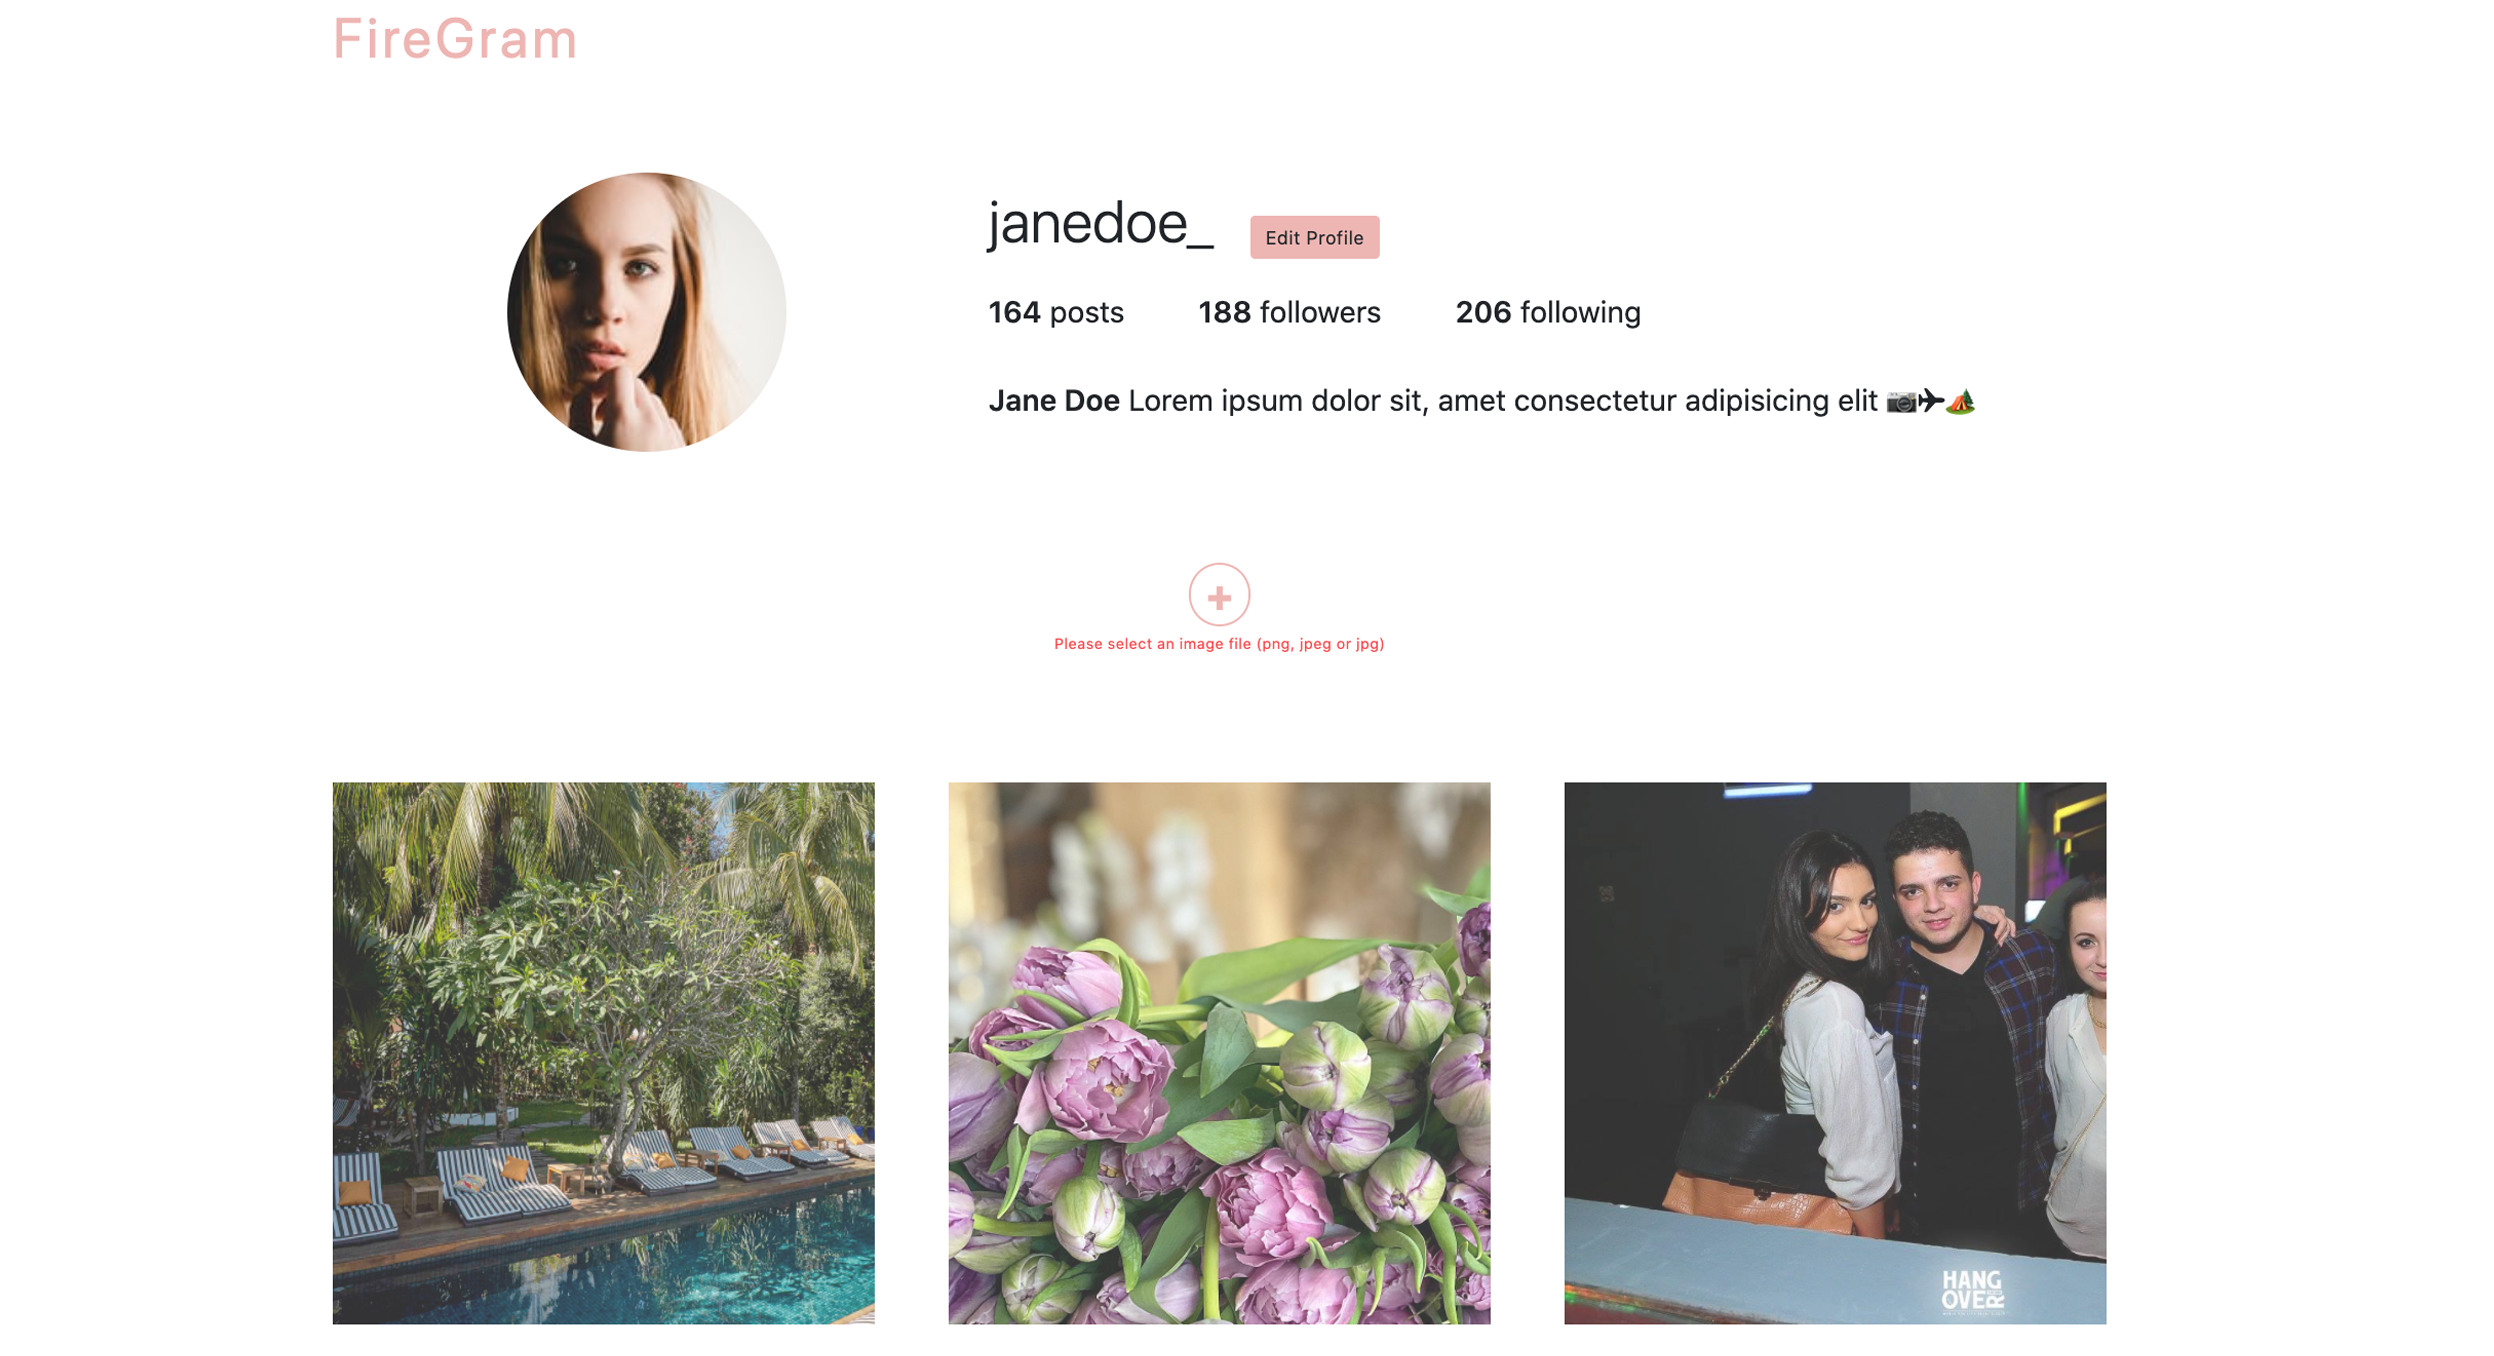 FireGram
janedoe_ Edit Profile
164 posts 188 followers 206 following
Jane Doe Lorem ipsum dolor sit, amet consectetur adipisicing elit 📷✈🏕
+
Please select an image file (png, jpeg or jpg)
HANG
OVER